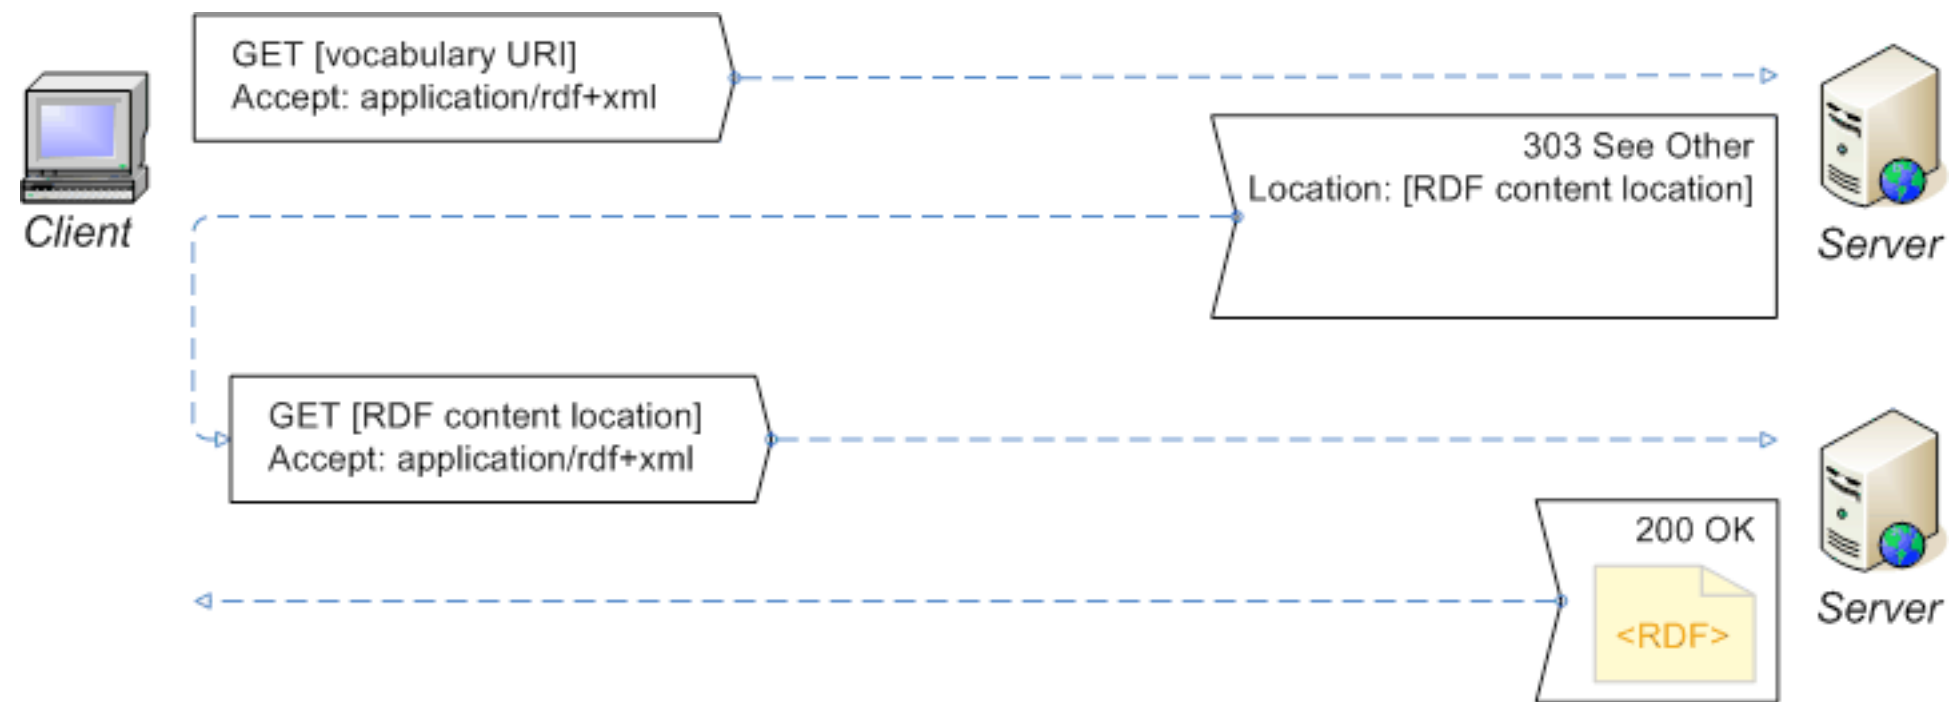 GET [vocabulary URI]
Accept: application/rdf+xml
Client
303 See Other
Location: [RDF content location]
Server
GET [RDF content location]
Accept: application/rdf+xml
200 OK
<RDF>
Server